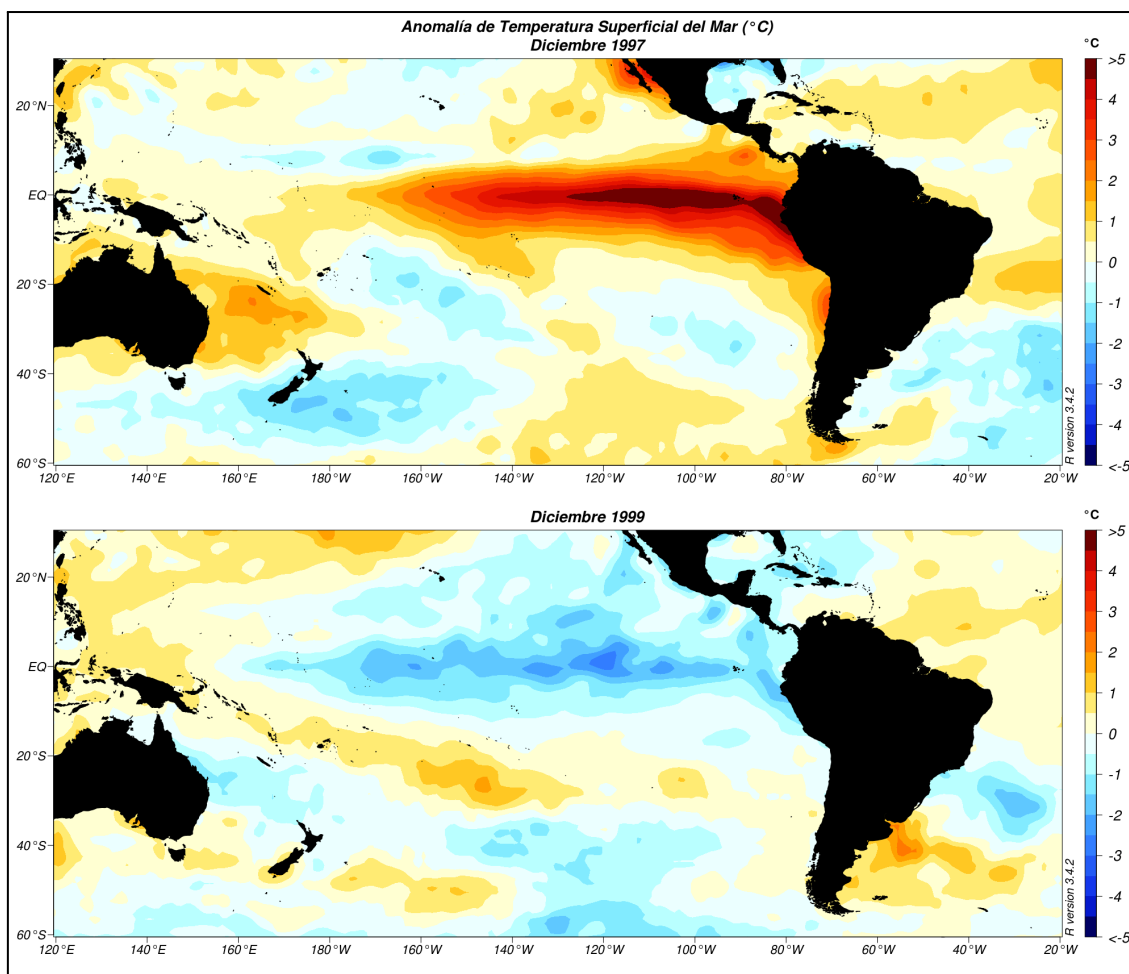 Anomalía de Temperatura Superficial del Mar (°C)
Diciembre 1997
°C
>5
4
3
2
1
0
-1
-2
-3
-4
<-5
20°N
EQ
20°S
40°S
60°S
120°E 140°E 160°E 180°W 160°W 140°W 120°W 100°W 80°W 60°W 40°W 20°W
R version 3.4.2
Diciembre 1999
°C
>5
4
3
2
1
0
-1
-2
-3
-4
<-5
20°N
EQ
20°S
40°S
60°S
120°E 140°E 160°E 180°W 160°W 140°W 120°W 100°W 80°W 60°W 40°W 20°W
R version 3.4.2